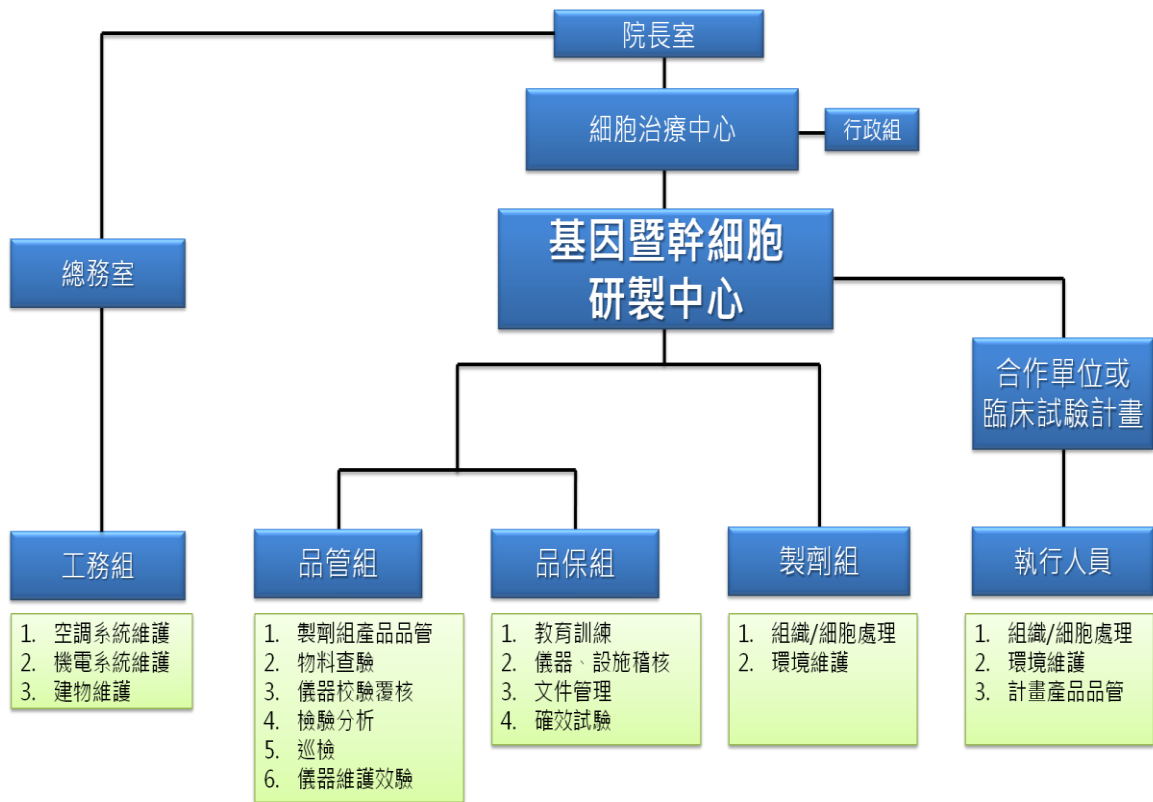 院長室
細胞治療中心
行政組
基因暨幹細胞
研製中心
總務室
合作單位或
臨床試驗計畫
工務組
品管組
品保組
製劑組
執行人員
1. 空調系統維護
2. 機電系統維護
3. 建物維護
1. 製劑組產品品管
2. 物料查驗
3. 儀器校驗覆核
4. 檢驗分析
5. 巡檢
6. 儀器維護效驗
1. 教育訓練
2. 儀器、設施稽核
3. 文件管理
4. 確效試驗
1. 組織/細胞處理
2. 環境維護
1. 組織/細胞處理
2. 環境維護
3. 計畫產品品管